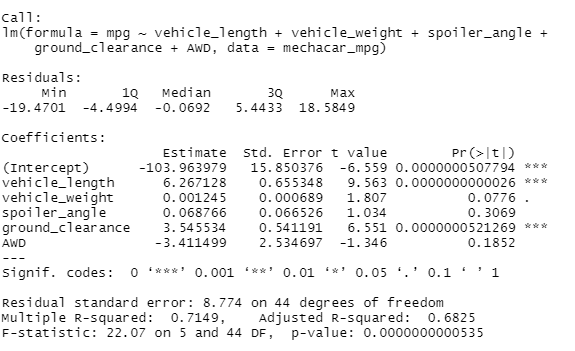 Call:
lm(formula = mpg ~ vehicle_length + vehicle_weight + spoiler_angle +
    ground_clearance + AWD, data = mechacar_mpg)

Residuals:
     Min       1Q   Median       3Q      Max
-19.4701  -4.4994  -0.0692   5.4433  18.5849

Coefficients:
                   Estimate  Std. Error t value        Pr(>|t|)
(Intercept)      -103.963979  15.850376  -6.559 0.0000000507794 ***
vehicle_length      6.267128   0.655348   9.563 0.0000000000026 ***
vehicle_weight      0.001245   0.000689   1.807          0.0776 .
spoiler_angle       0.068766   0.066526   1.034          0.3069
ground_clearance    3.545534   0.541191   6.551 0.0000000521269 ***
AWD                -3.411499   2.534697  -1.346          0.1852
---
Signif. codes:  0 ‘***’ 0.001 ‘**’ 0.01 ‘*’ 0.05 ‘.’ 0.1 ‘ ’ 1

Residual standard error: 8.774 on 44 degrees of freedom
Multiple R-squared:  0.7149,    Adjusted R-squared:  0.6825
F-statistic: 22.07 on 5 and 44 DF,  p-value: 0.0000000000535